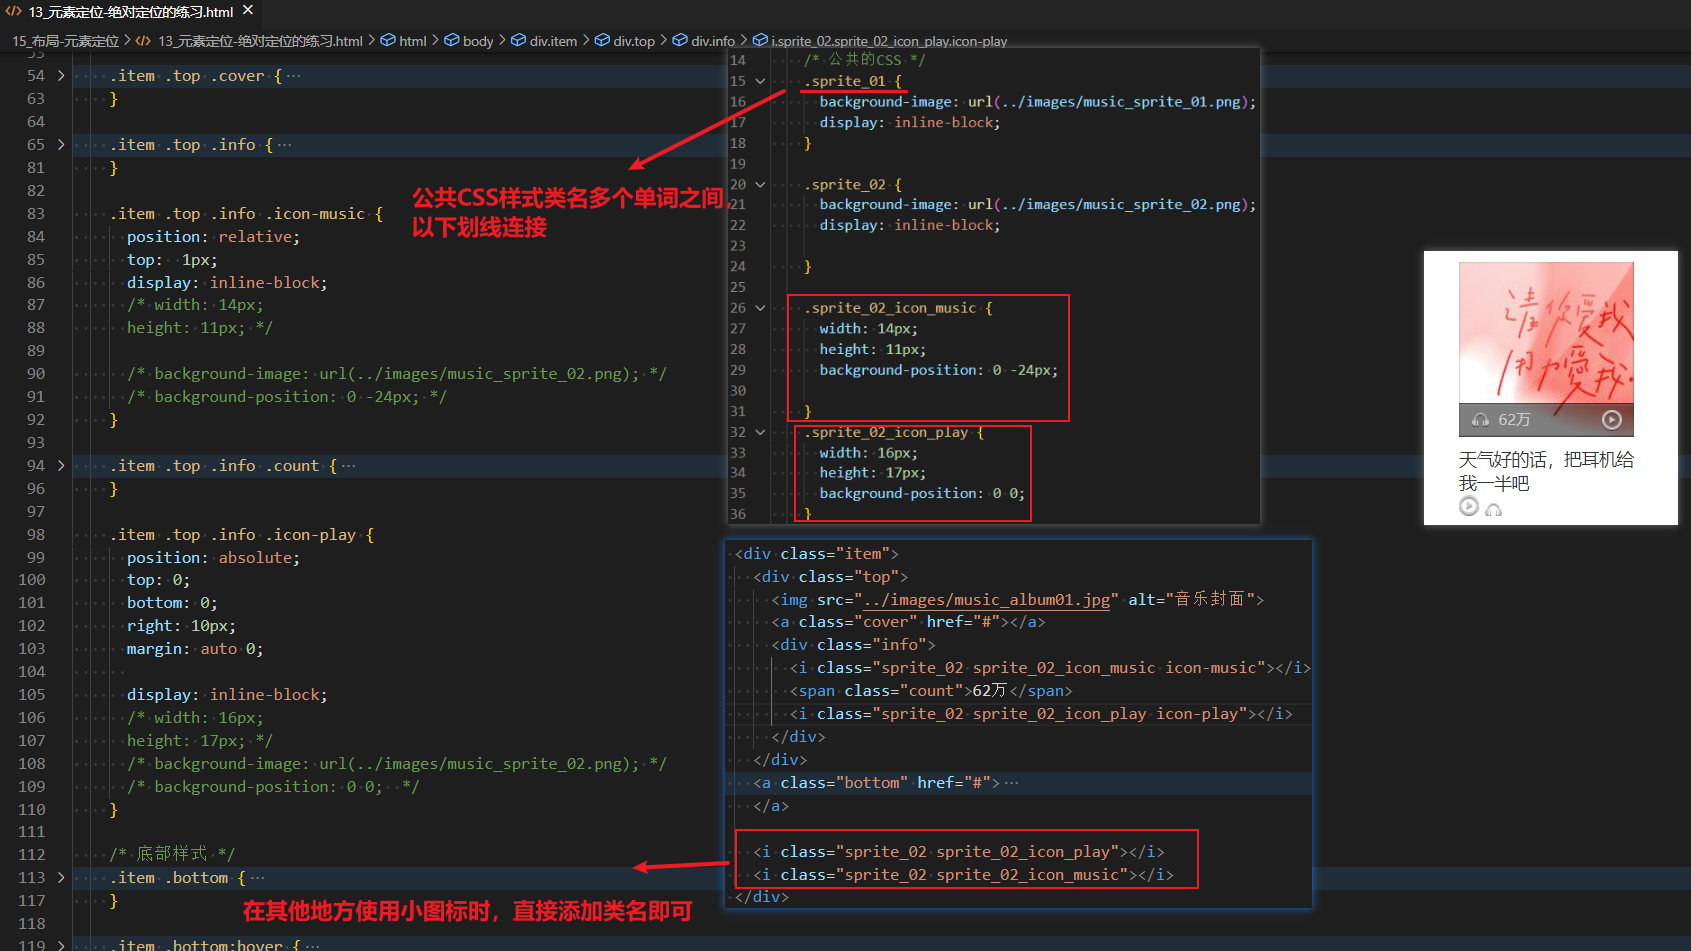 13_元素定位-绝对定位的练习.html
15_布局-元素定位 > 13_元素定位-绝对定位的练习.html > html > body > div.item > div.top > div.info > i.sprite_02.sprite_02_icon_play.icon-play
53
54 .item .top .cover { ···
63 }
64
65 .item .top .info { ···
81 }
82
83 .item .top .info .icon-music {
84 position: relative;
85 top: 1px;
86 display: inline-block;
87 /* width: 14px;
88 height: 11px; */
89
90 /* background-image: url(../images/music_sprite_02.png); */
91 /* background-position: 0 -24px; */
92 }
93
94 .item .top .info .count { ···
96 }
97
98 .item .top .info .icon-play {
99 position: absolute;
100 top: 0;
101 bottom: 0;
102 right: 10px;
103 margin: auto 0;
104
105 display: inline-block;
106 /* width: 16px;
107 height: 17px; */
108 /* background-image: url(../images/music_sprite_02.png); */
109 /* background-position: 0 0; */
110 }
111
112 /* 底部样式 */
113 .item .bottom { ···
117 }
118
119 .item .bottom:hover { ···
公共CSS样式类名多个单词之间,
以下划线连接
在其他地方使用小图标时，直接添加类名即可
14 /* 公共的CSS */
15 .sprite_01 {
16 background-image: url(../images/music_sprite_01.png);
17 display: inline-block;
18 }
19
20 .sprite_02 {
21 background-image: url(../images/music_sprite_02.png);
22 display: inline-block;
23
24 }
25
26 .sprite_02_icon_music {
27 width: 14px;
28 height: 11px;
29 background-position: 0 -24px;
30
31 }
32 .sprite_02_icon_play {
33 width: 16px;
34 height: 17px;
35 background-position: 0 0;
36 }
<div class="item">
<div class="top">
<img src="../images/music_album01.jpg" alt="音乐封面">
<a class="cover" href="#"></a>
<div class="info">
<i class="sprite_02 sprite_02_icon_music icon-music"></i>
<span class="count">62万</span>
<i class="sprite_02 sprite_02_icon_play icon-play"></i>
</div>
</div>
<a class="bottom" href="#"> ···
</a>
<i class="sprite_02 sprite_02_icon_play"></i>
<i class="sprite_02 sprite_02_icon_music"></i>
</div>
请你爱我
用力爱我.
62万
天气好的话，把耳机给
我一半吧